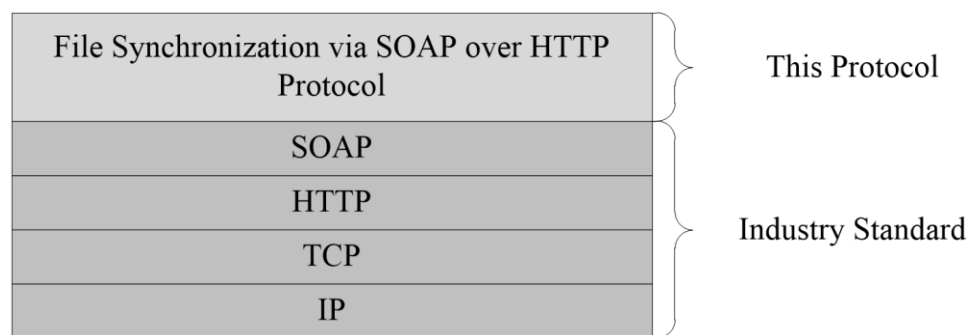 File Synchronization via SOAP over HTTP
Protocol
This Protocol
SOAP
HTTP
TCP
IP
Industry Standard